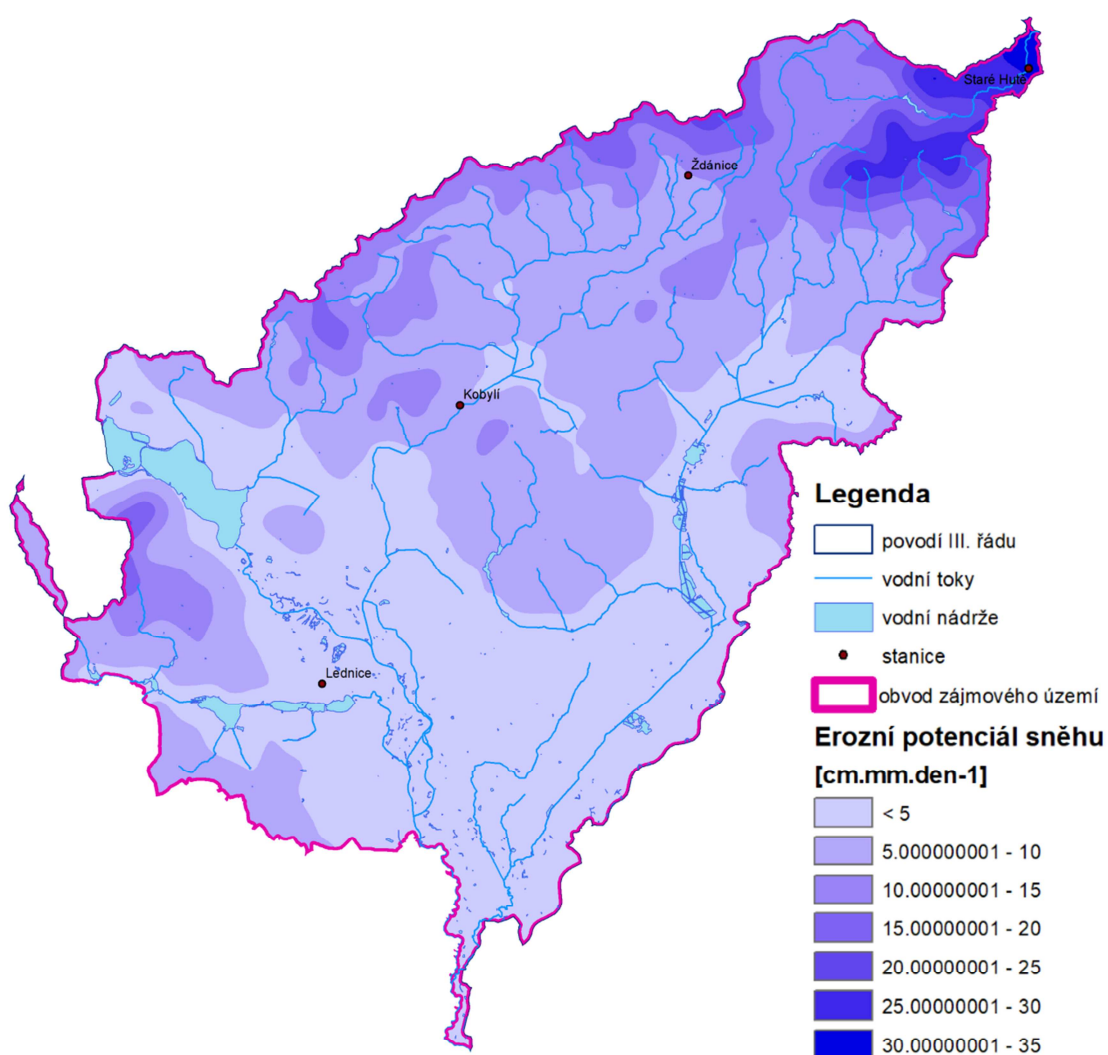 Staré Hutě
Ždánice
Kobylí
Lednice
Legenda
povodí III. řádu
vodní toky
vodní nádrže
stanice
obvod zájmového území
Erozní potenciál sněhu
[cm.mm.den-1]
< 5
5.000000001 - 10
10.00000001 - 15
15.00000001 - 20
20.00000001 - 25
25.00000001 - 30
30.00000001 - 35